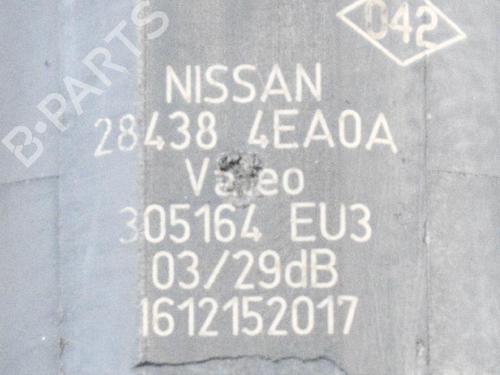 042
B-PARTS
NISSAN
28438 4EA0A
Valeo
305164 EU3
03/29dB
1612152017